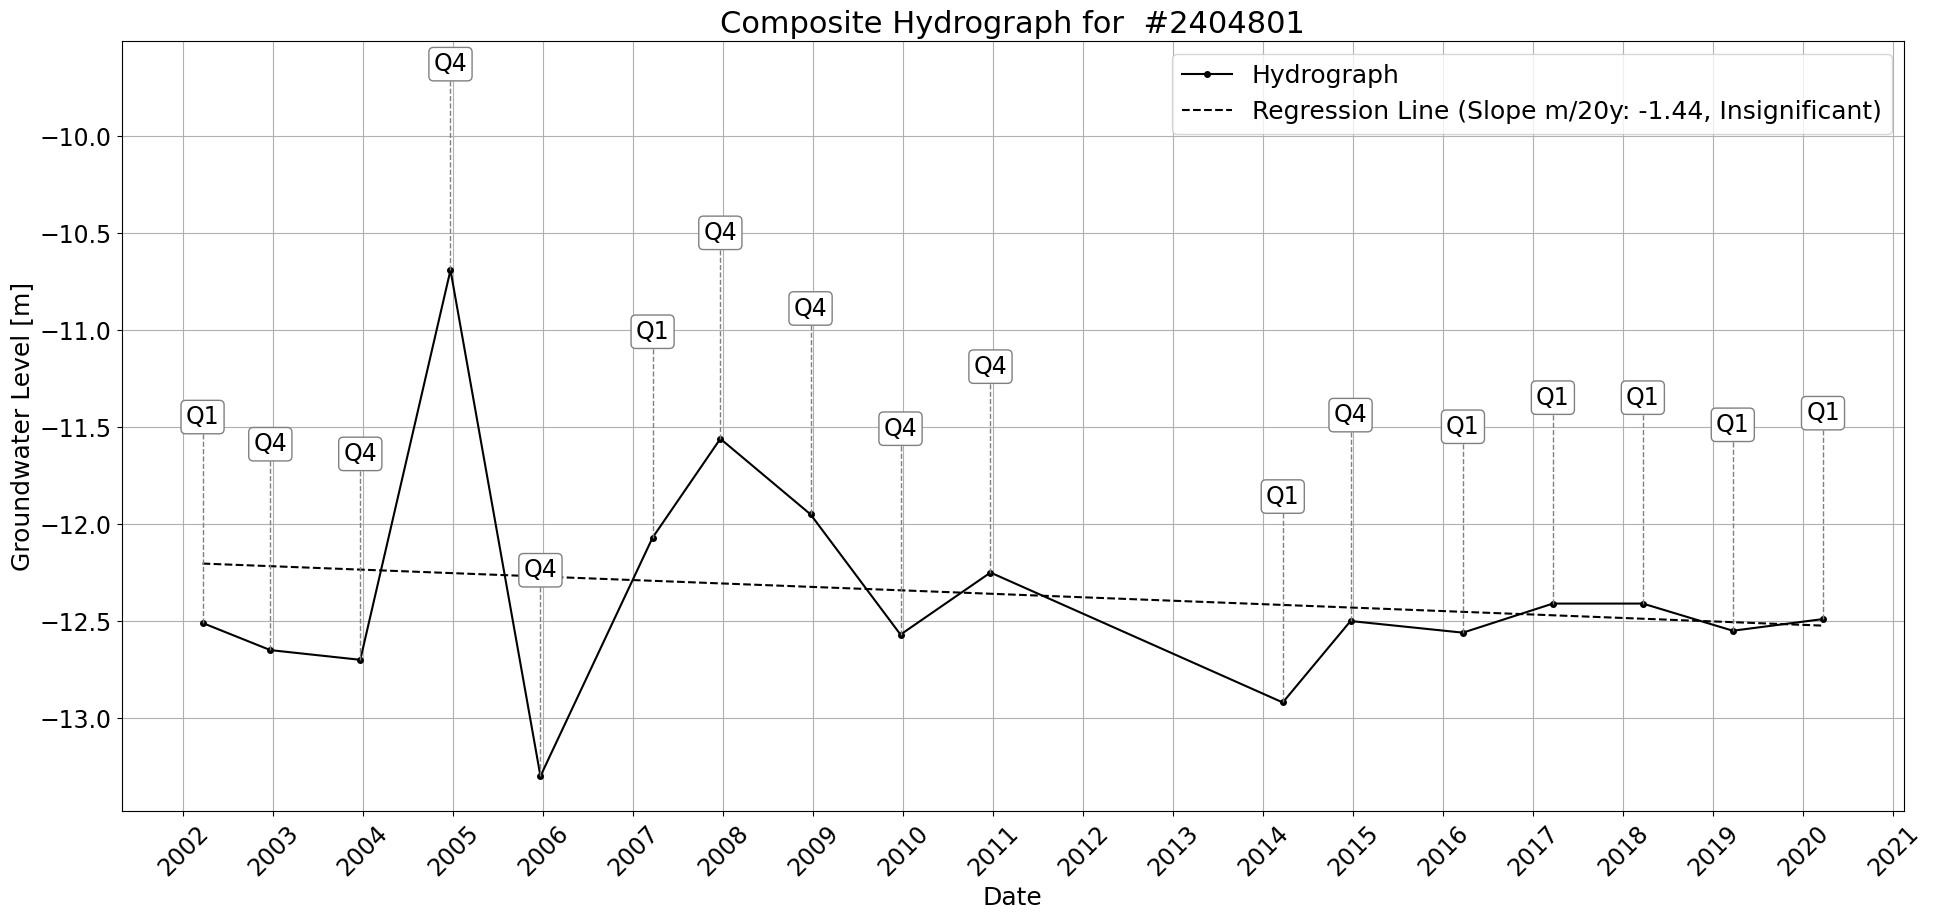 Composite Hydrograph for #2404801
Hydrograph
Regression Line (Slope m/20y: -1.44, Insignificant)
Groundwater Level [m]
−10.0
−10.5
−11.0
−11.5
−12.0
−12.5
−13.0
Q1
Q4
Q4
Q4
Q4
Q1
Q4
Q4
Q4
Q4
Q1
Q4
Q1
Q1
Q1
Q1
Q1
2002
2003
2004
2005
2006
2007
2008
2009
2010
2011
2012
2013
2014
2015
2016
2017
2018
2019
2020
2021
Date